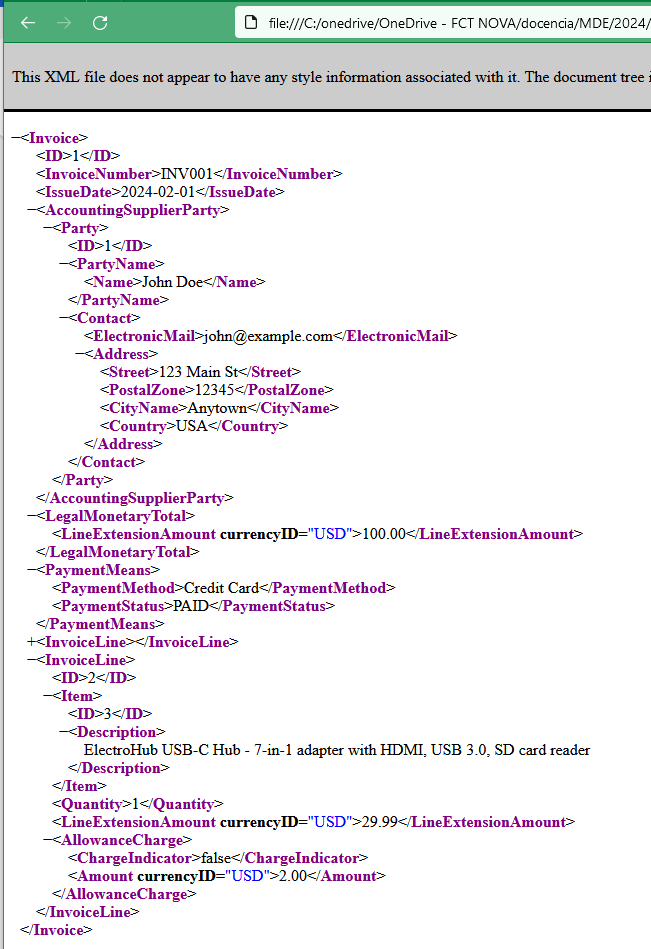 file:///C:/onedrive/OneDrive - FCT NOVA/docencia/MDE/2024/
This XML file does not appear to have any style information associated with it. The document tree i
−<Invoice>
<ID>1</ID>
<InvoiceNumber>INV001</InvoiceNumber>
<IssueDate>2024-02-01</IssueDate>
−<AccountingSupplierParty>
−<Party>
<ID>1</ID>
−<PartyName>
<Name>John Doe</Name>
</PartyName>
−<Contact>
<ElectronicMail>john@example.com</ElectronicMail>
−<Address>
<Street>123 Main St</Street>
<PostalZone>12345</PostalZone>
<CityName>Anytown</CityName>
<Country>USA</Country>
</Address>
</Contact>
</Party>
</AccountingSupplierParty>
−<LegalMonetaryTotal>
<LineExtensionAmount currencyID="USD">100.00</LineExtensionAmount>
</LegalMonetaryTotal>
−<PaymentMeans>
<PaymentMethod>Credit Card</PaymentMethod>
<PaymentStatus>PAID</PaymentStatus>
</PaymentMeans>
+<InvoiceLine></InvoiceLine>
−<InvoiceLine>
<ID>2</ID>
−<Item>
<ID>3</ID>
−<Description>
ElectroHub USB-C Hub - 7-in-1 adapter with HDMI, USB 3.0, SD card reader
</Description>
</Item>
<Quantity>1</Quantity>
<LineExtensionAmount currencyID="USD">29.99</LineExtensionAmount>
−<AllowanceCharge>
<ChargeIndicator>false</ChargeIndicator>
<Amount currencyID="USD">2.00</Amount>
</AllowanceCharge>
</InvoiceLine>
</Invoice>